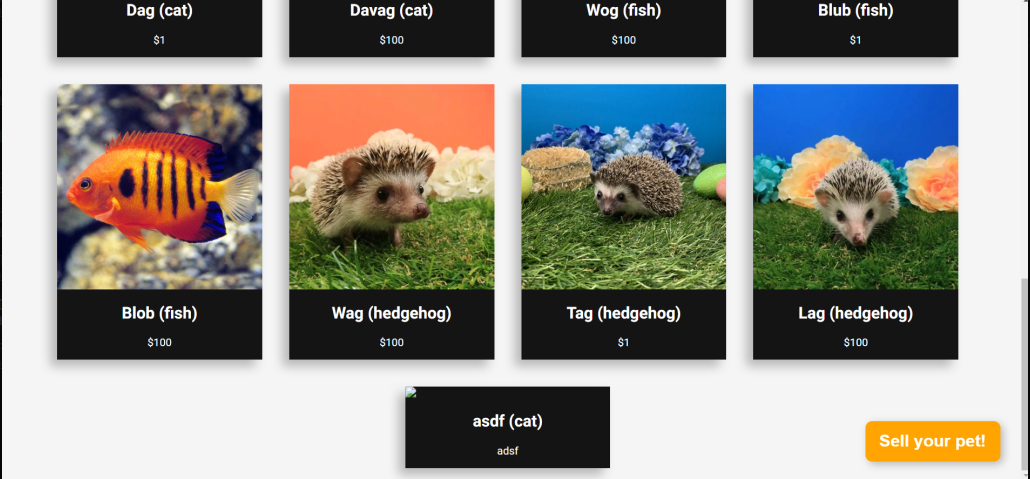 Dag (cat)
Davag (cat)
Wog (fish)
Blub (fish)
$1
$100
$100
$1
Blob (fish)
Wag (hedgehog)
Tag (hedgehog)
Lag (hedgehog)
$100
$100
$1
$100
asdf (cat)
adsf
Sell your pet!